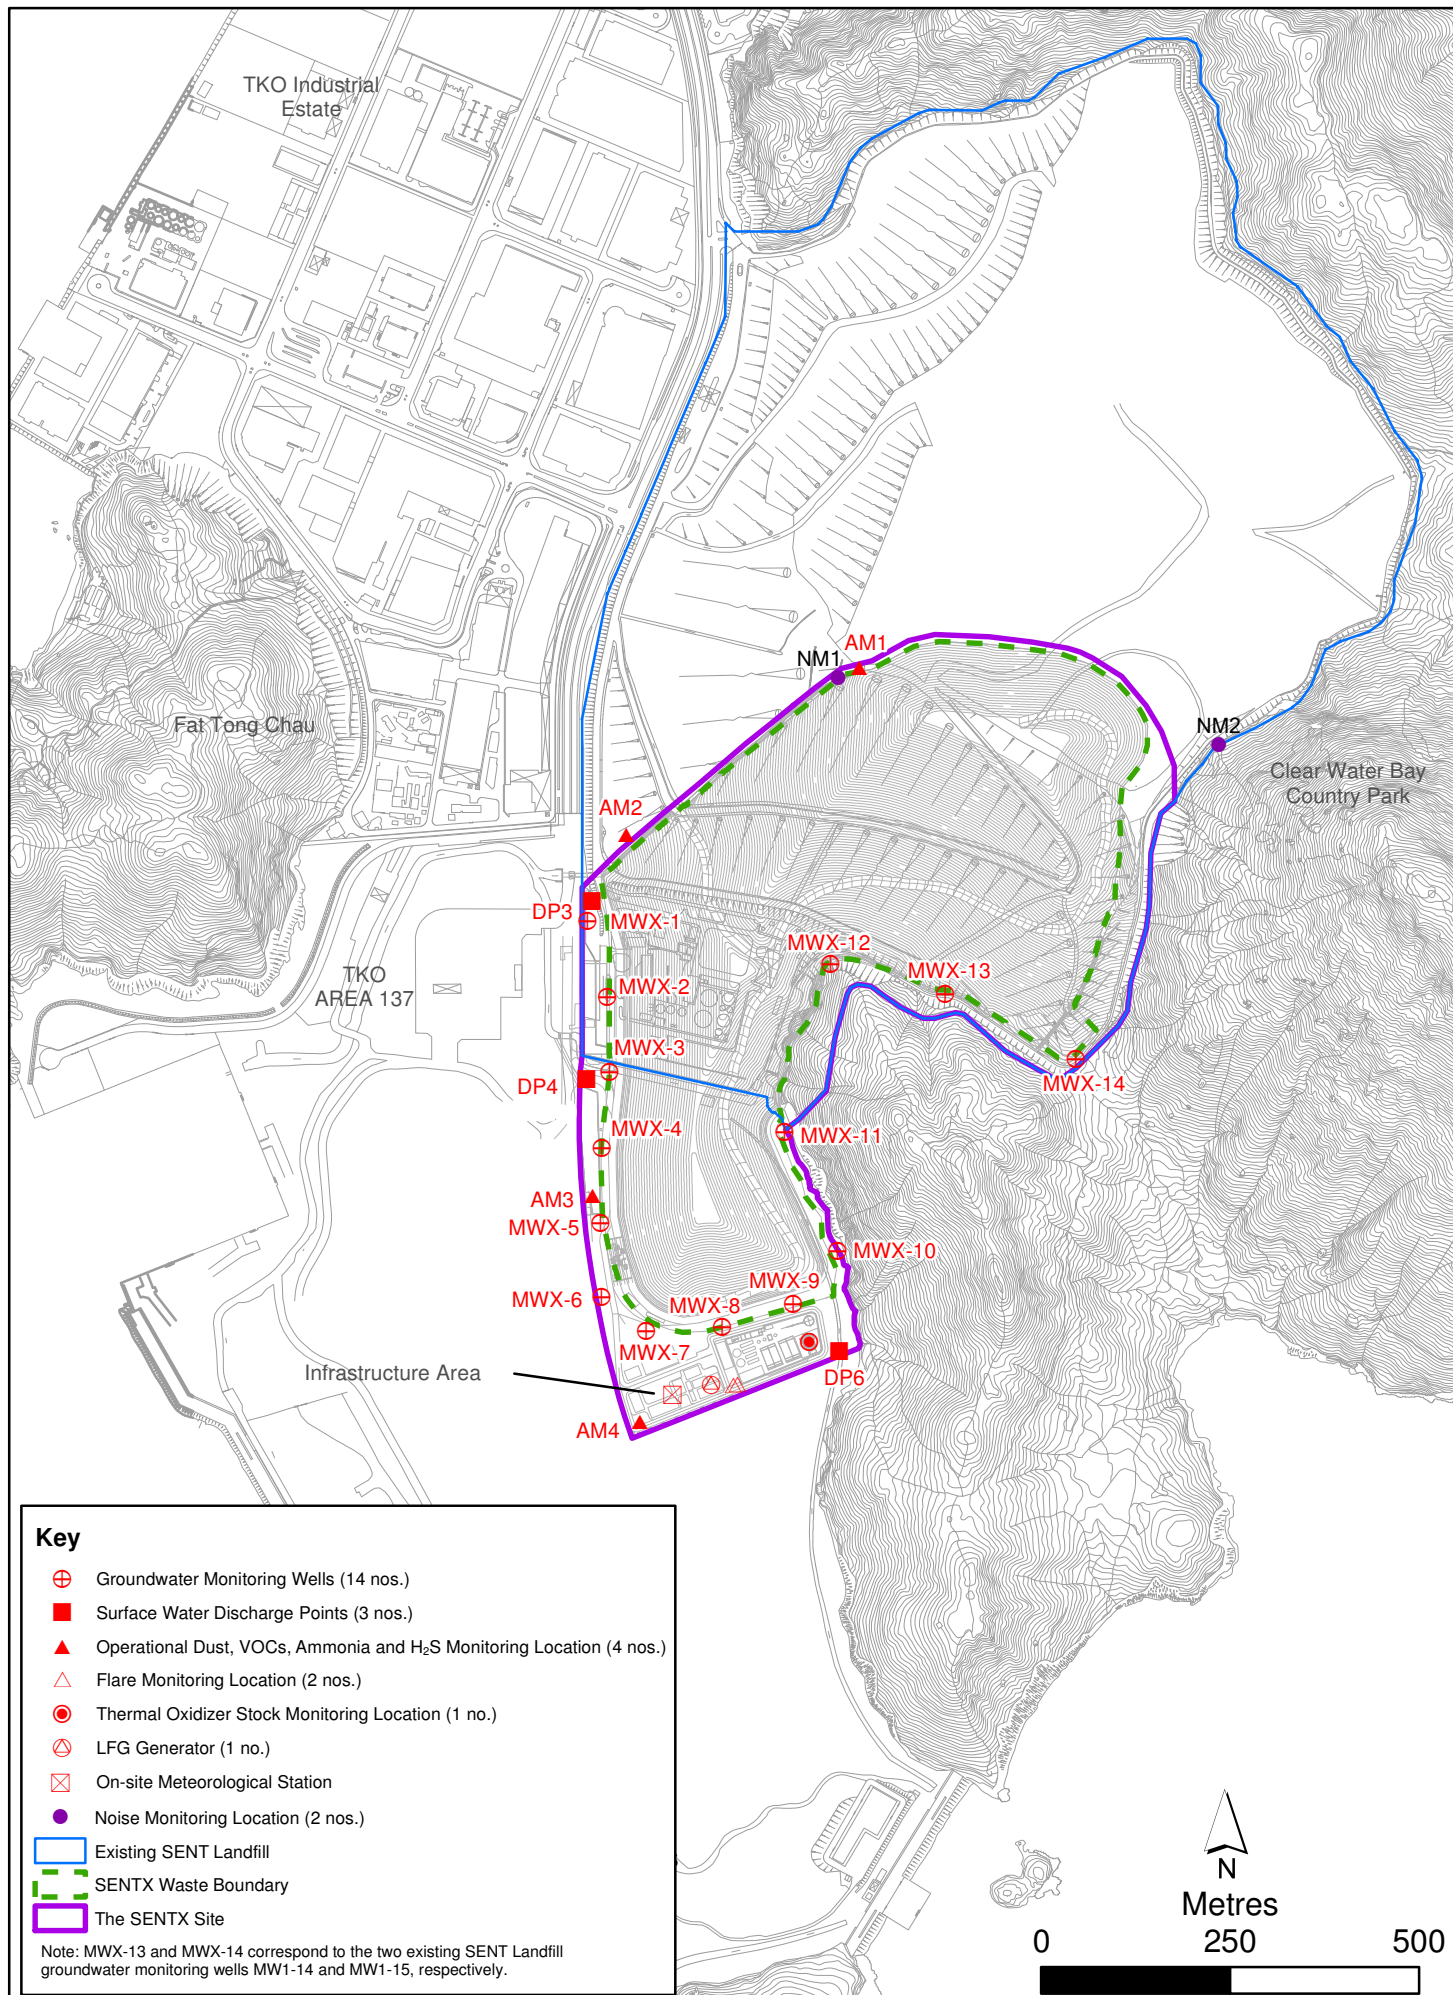 TKO Industrial
Estate
NM1
AM1
Fat Tong Chau
NM2
Clear Water Bay
Country Park
AM2
DP3
MWX-1
MWX-12
MWX-13
TKO
AREA 137
MWX-2
MWX-3
DP4
MWX-14
MWX-4
MWX-11
AM3
MWX-5
MWX-10
MWX-9
MWX-6
MWX-8
MWX-7
Infrastructure Area
DP6
AM4
Key
Groundwater Monitoring Wells (14 nos.)
Surface Water Discharge Points (3 nos.)
Operational Dust, VOCs, Ammonia and H₂S Monitoring Location (4 nos.)
Flare Monitoring Location (2 nos.)
Thermal Oxidizer Stock Monitoring Location (1 no.)
LFG Generator (1 no.)
On-site Meteorological Station
Noise Monitoring Location (2 nos.)
Existing SENT Landfill
SENTX Waste Boundary
The SENTX Site
Note: MWX-13 and MWX-14 correspond to the two existing SENT Landfill
groundwater monitoring wells MW1-14 and MW1-15, respectively.
N
Metres
0 250 500